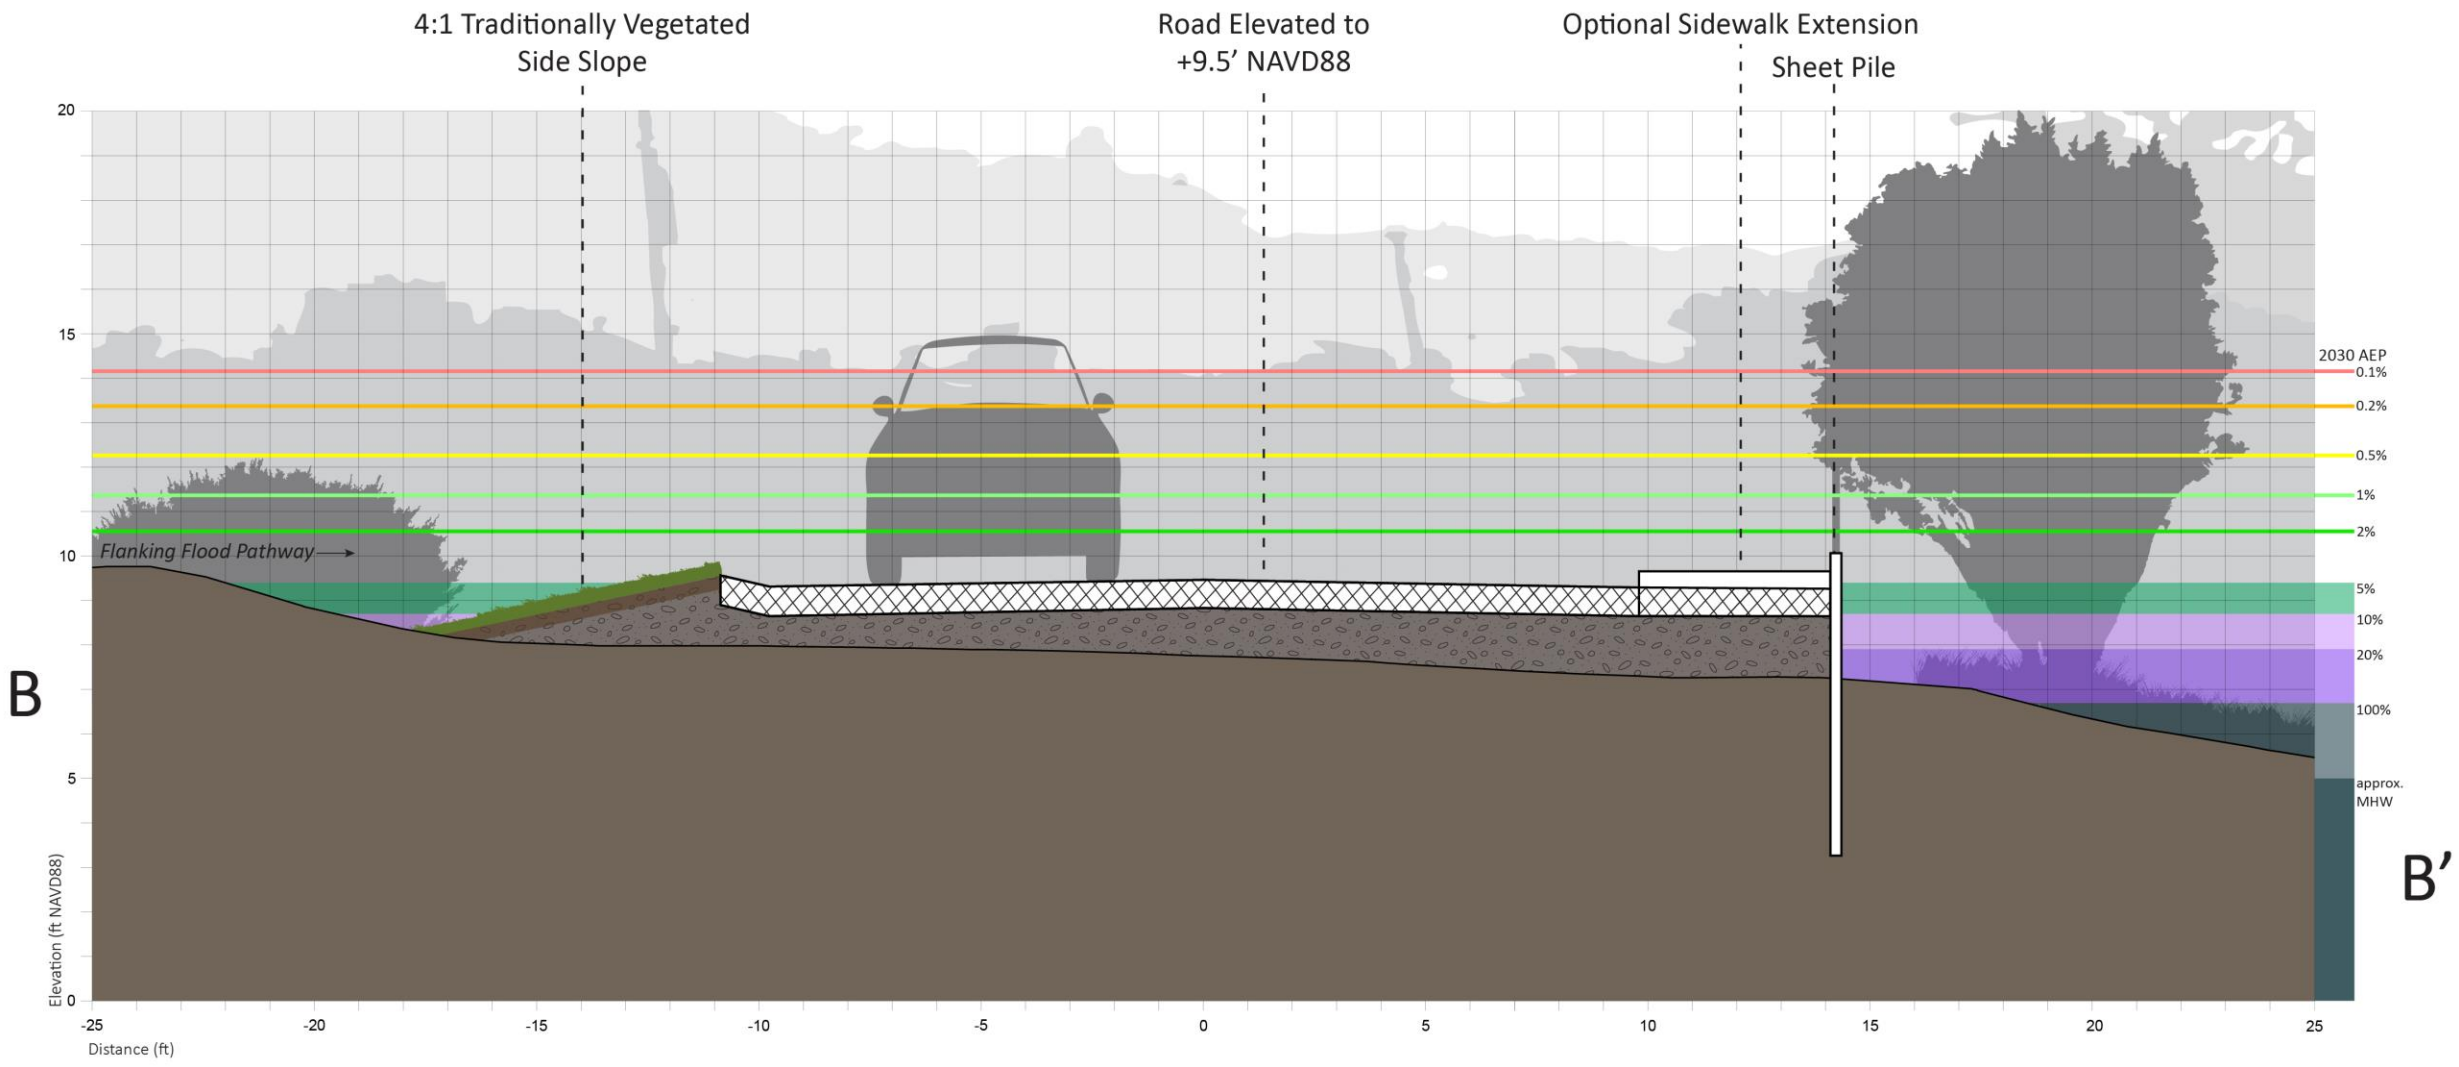 4:1 Traditionally Vegetated
Side Slope
Road Elevated to
+9.5’ NAVD88
Optional Sidewalk Extension
Sheet Pile
20
15
10
5
0
Elevation (ft NAVD88)
Flanking Flood Pathway
2030 AEP
0.1%
0.2%
0.5%
1%
2%
5%
10%
20%
100%
approx.
MHW
B
B’
-25
-20
-15
-10
-5
0
5
10
15
20
25
Distance (ft)